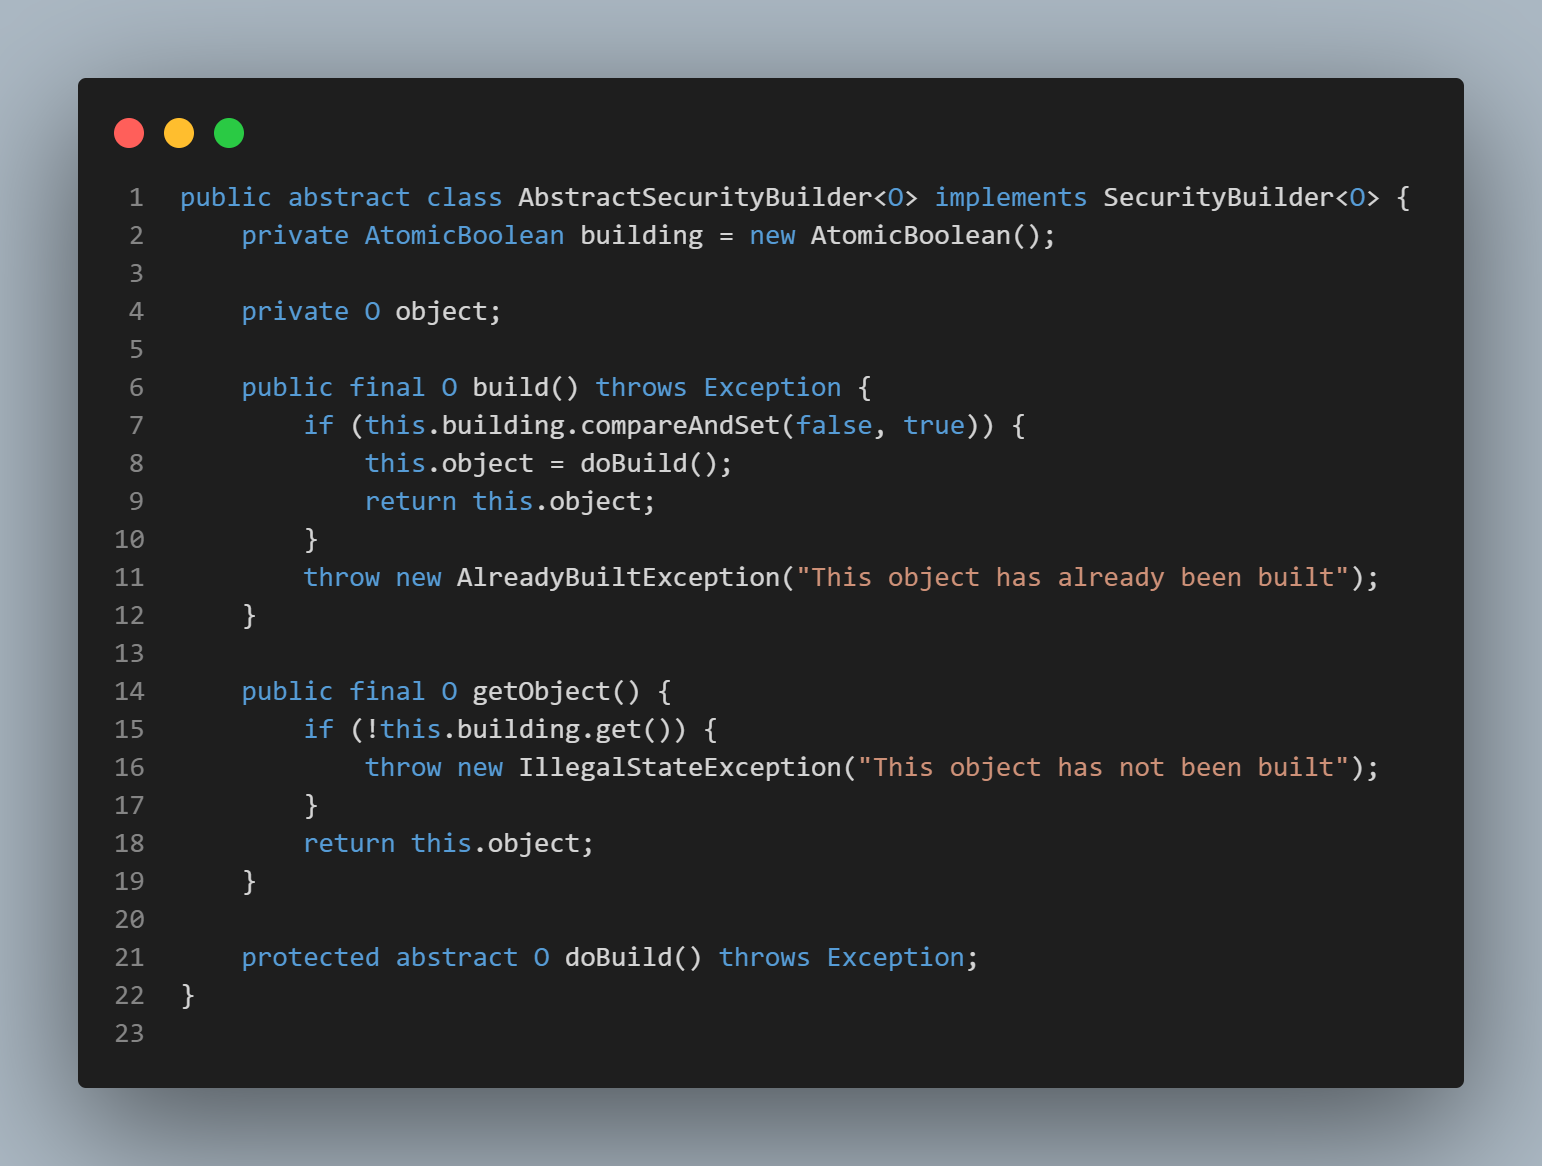 1 public abstract class AbstractSecurityBuilder<O> implements SecurityBuilder<O> {
2     private AtomicBoolean building = new AtomicBoolean();
3
4     private O object;
5
6     public final O build() throws Exception {
7         if (this.building.compareAndSet(false, true)) {
8             this.object = doBuild();
9             return this.object;
10         }
11         throw new AlreadyBuiltException("This object has already been built");
12     }
13
14     public final O getObject() {
15         if (!this.building.get()) {
16             throw new IllegalStateException("This object has not been built");
17         }
18         return this.object;
19     }
20
21     protected abstract O doBuild() throws Exception;
22 }
23